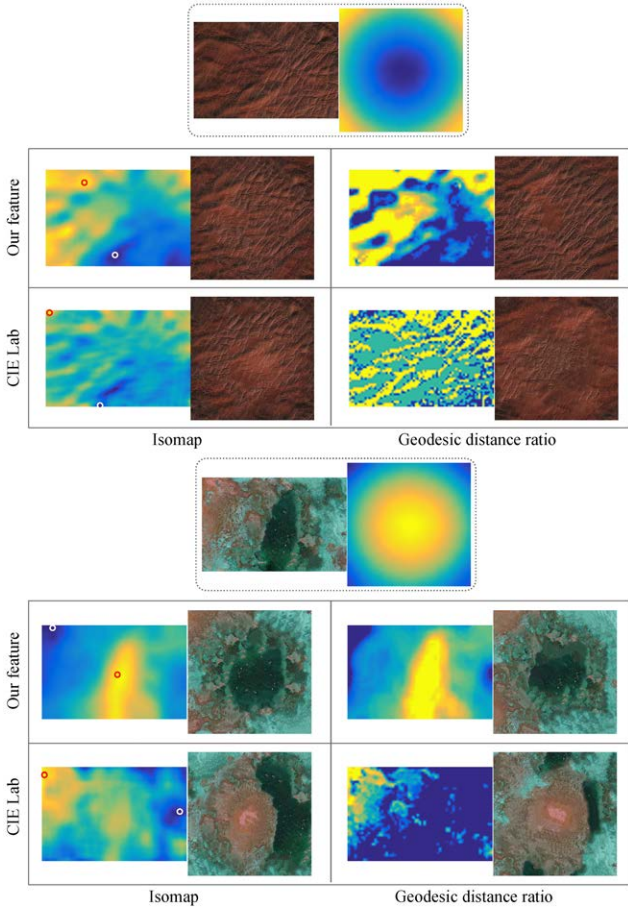 Our feature
CIE Lab
Isomap
Geodesic distance ratio
Our feature
CIE Lab
Isomap
Geodesic distance ratio